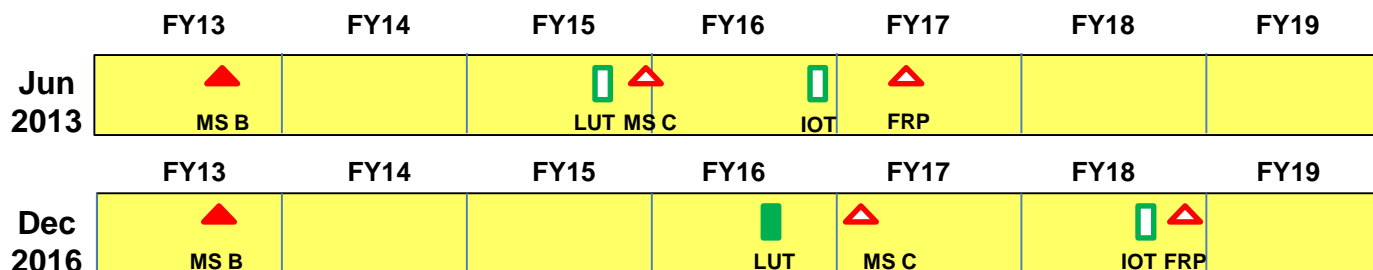 FY13 FY14 FY15 FY16 FY17 FY18 FY19
Jun
2013
MS B LUT MS C IOT FRP
FY13 FY14 FY15 FY16 FY17 FY18 FY19
Dec
2016
MS B LUT MS C IOT FRP